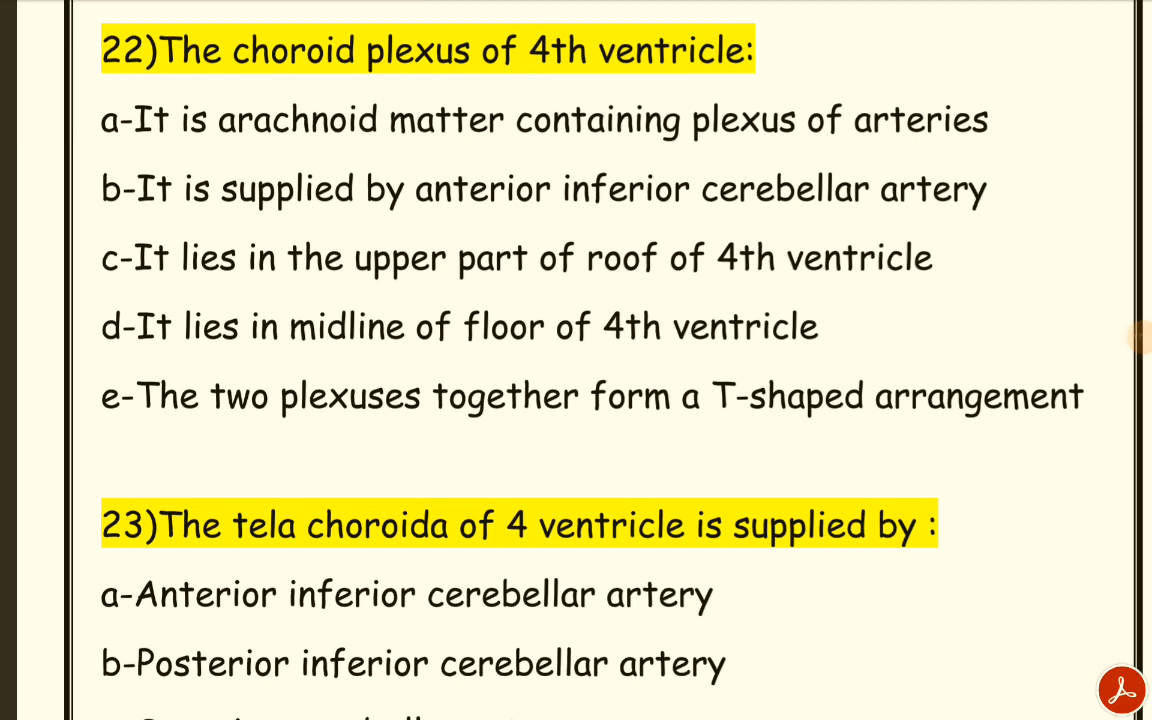 22)The choroid plexus of 4th ventricle:
a-It is arachnoid matter containing plexus of arteries
b-It is supplied by anterior inferior cerebellar artery
c-It lies in the upper part of roof of 4th ventricle
d-It lies in midline of floor of 4th ventricle
e-The two plexuses together form a T-shaped arrangement
23)The tela choroida of 4 ventricle is supplied by :
a-Anterior inferior cerebellar artery
b-Posterior inferior cerebellar artery